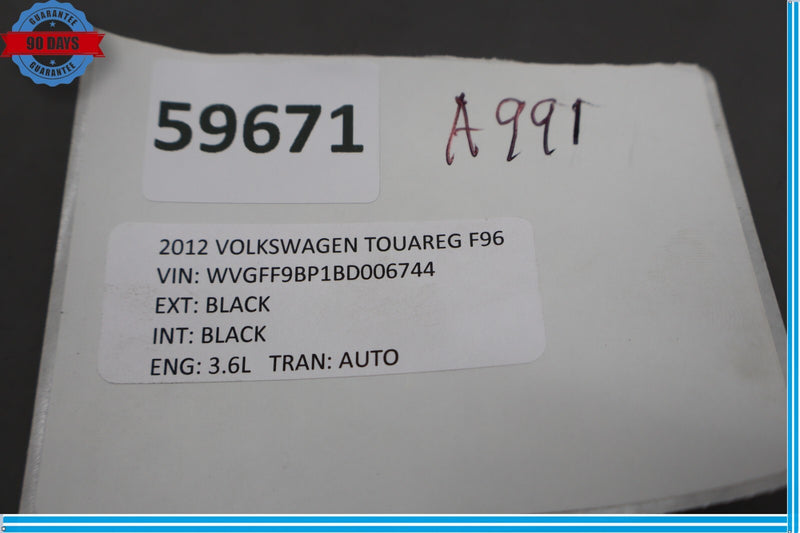 GUARANTEE
90 DAYS
GUARANTEE
59671
A991
2012 VOLKSWAGEN TOUAREG F96
VIN: WVGFF9BP1BD006744
EXT: BLACK
INT: BLACK
ENG: 3.6L TRAN: AUTO